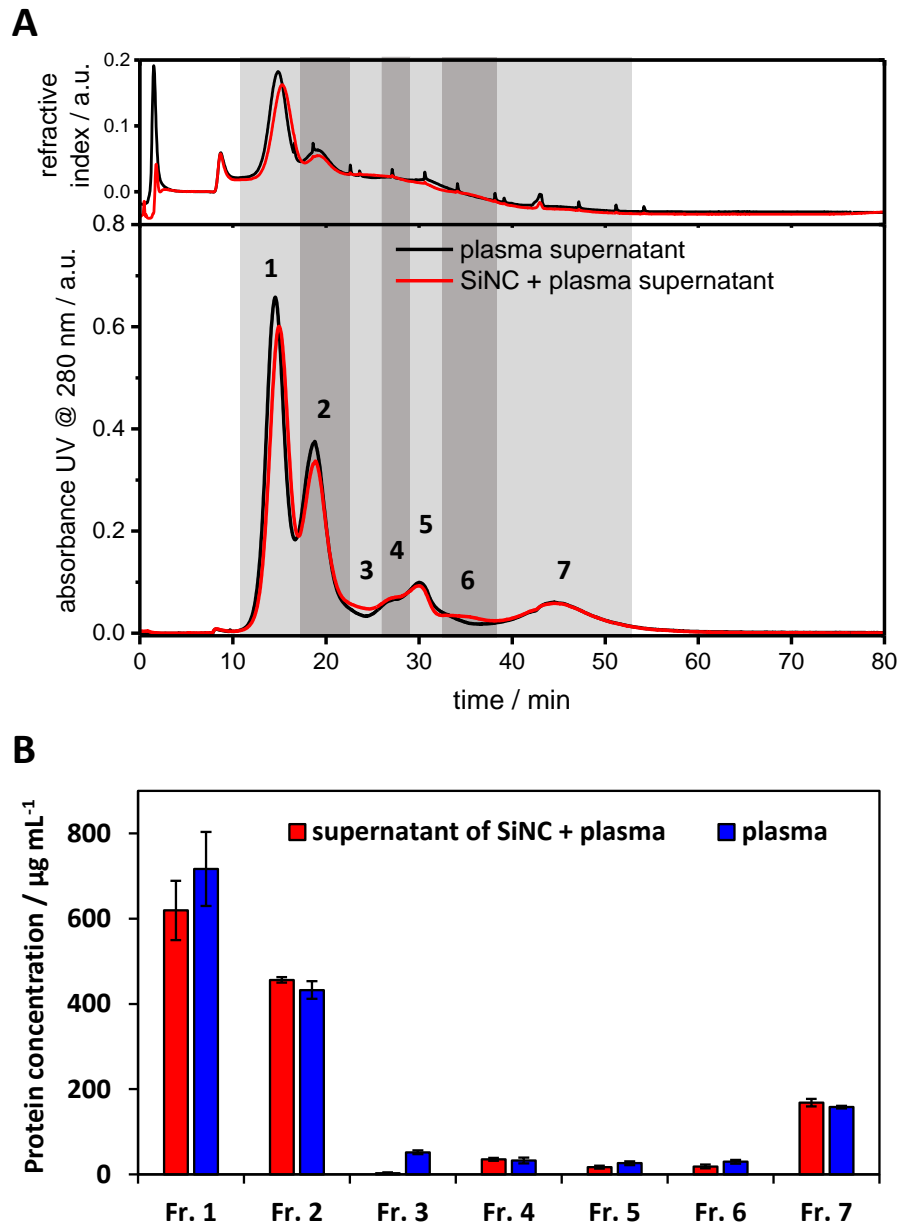 A
0.2
0.1
0.0
refractive
index / a.u.
0.8
0.6
0.4
0.2
0.0
absorbance UV @ 280 nm / a.u.
plasma supernatant
SiNC + plasma supernatant
1
2
3
4
5
6
7
0 10 20 30 40 50 60 70 80
time / min
B
800
600
400
200
0
Protein concentration / µg mL⁻¹
supernatant of SiNC + plasma
plasma
Fr. 1 Fr. 2 Fr. 3 Fr. 4 Fr. 5 Fr. 6 Fr. 7